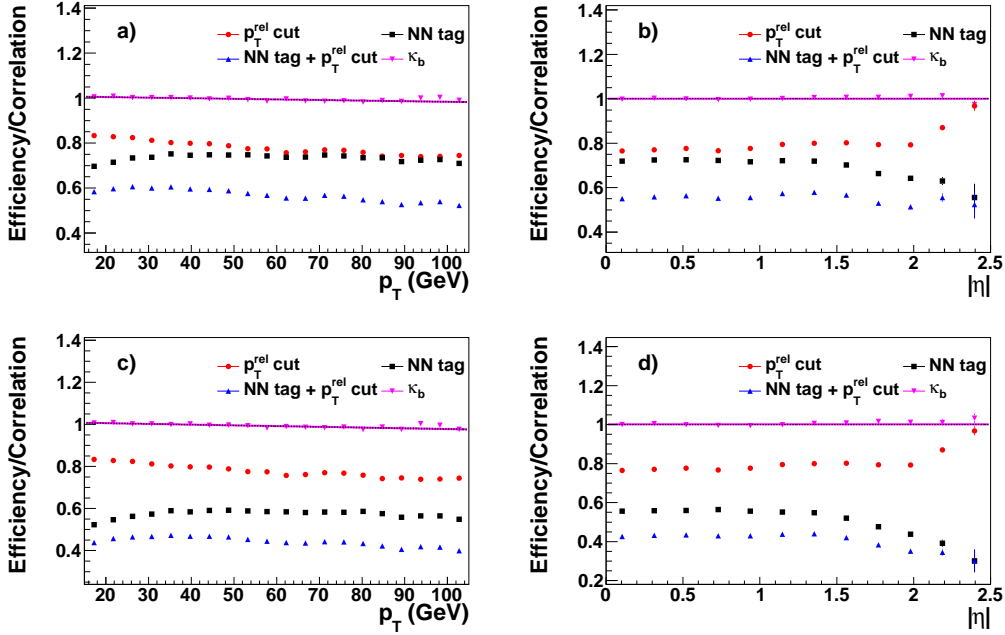 a)
p_T^rel cut
NN tag
NN tag + p_T^rel cut
κ_b
Efficiency/Correlation
1.4
1.2
1
0.8
0.6
0.4
20 30 40 50 60 70 80 90 100
p_T (GeV)
b)
p_T^rel cut
NN tag
NN tag + p_T^rel cut
κ_b
Efficiency/Correlation
1.4
1.2
1
0.8
0.6
0.4
0 0.5 1 1.5 2 2.5
|η|
c)
p_T^rel cut
NN tag
NN tag + p_T^rel cut
κ_b
Efficiency/Correlation
1.4
1.2
1
0.8
0.6
0.4
20 30 40 50 60 70 80 90 100
p_T (GeV)
d)
p_T^rel cut
NN tag
NN tag + p_T^rel cut
κ_b
Efficiency/Correlation
1.4
1.2
1
0.8
0.6
0.4
0.2
0 0.5 1 1.5 2 2.5
|η|